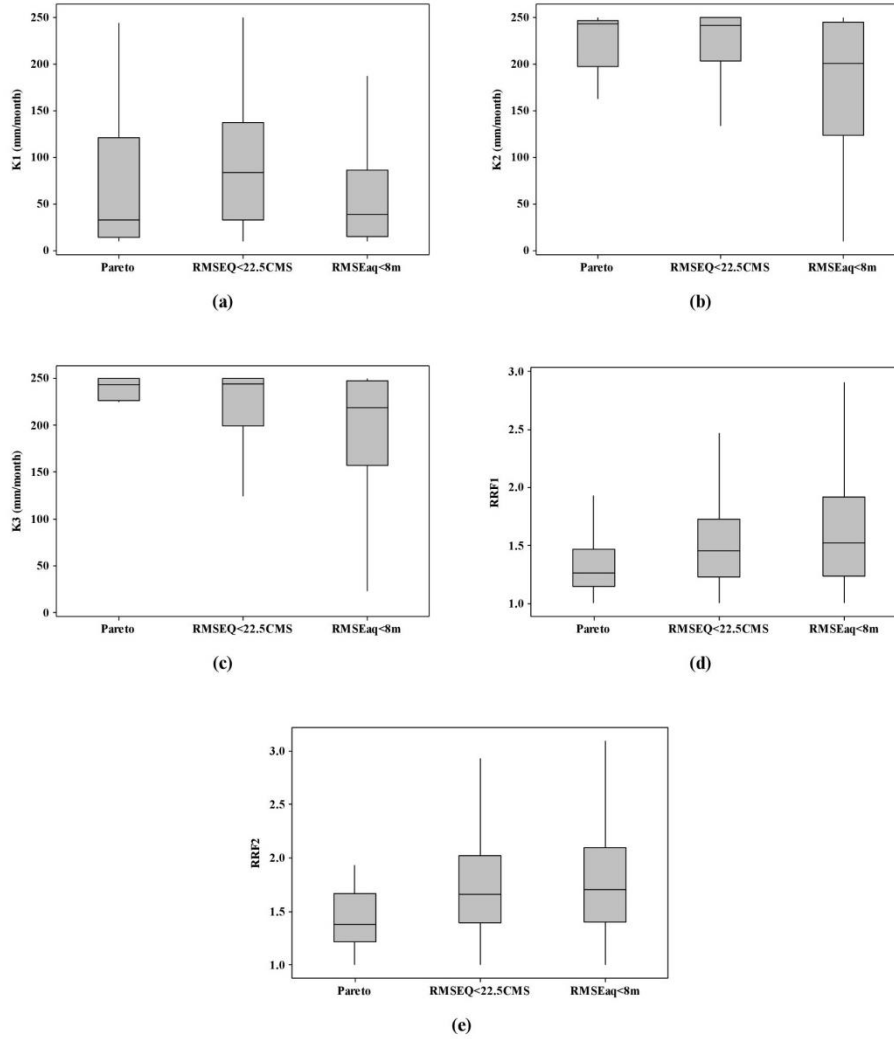 250
200
150
100
50
0
K1 (mm/month)
Pareto RMSEQ<22.5CMS RMSEaq<8m
(a)
250
200
150
100
50
0
K2 (mm/month)
Pareto RMSEQ<22.5CMS RMSEaq<8m
(b)
250
200
150
100
50
0
K3 (mm/month)
Pareto RMSEQ<22.5CMS RMSEaq<8m
(c)
3.0
2.5
2.0
1.5
1.0
RRF1
Pareto RMSEQ<22.5CMS RMSEaq<8m
(d)
3.0
2.5
2.0
1.5
1.0
RRF2
Pareto RMSEQ<22.5CMS RMSEaq<8m
(e)